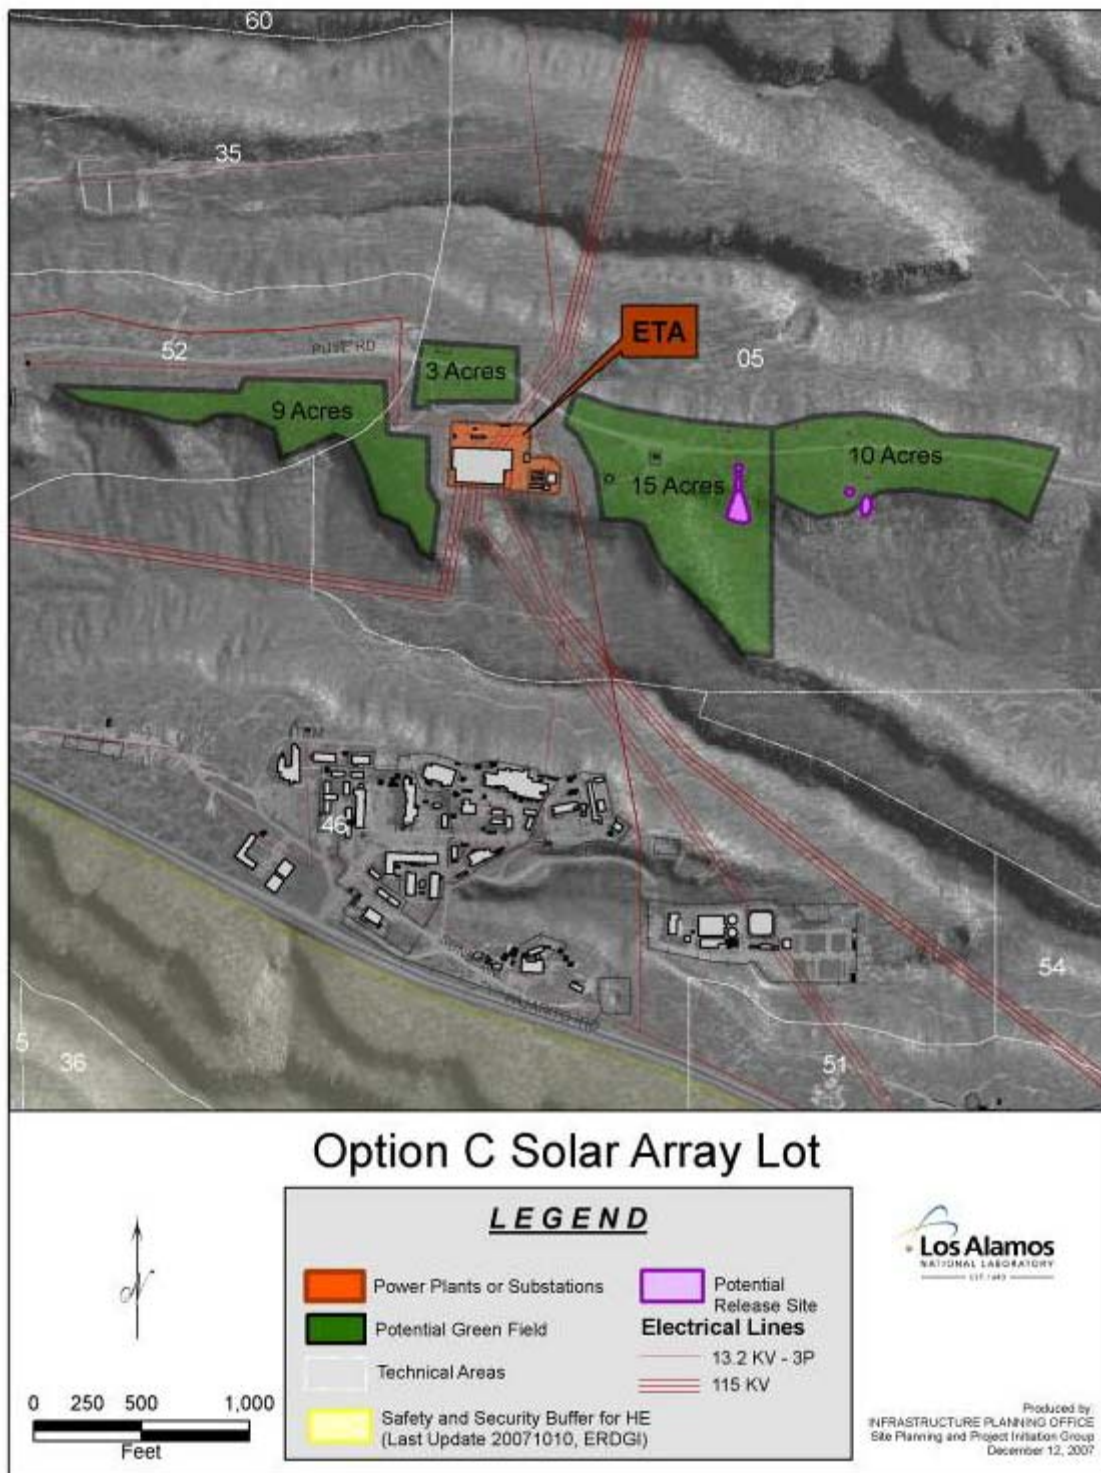 60
35
ETA
52
PUYE RD
3 Acres
05
9 Acres
10 Acres
15 Acres
46
54
5
36
51
Option C Solar Array Lot
LEGEND
Power Plants or Substations
Potential Green Field
Technical Areas
Safety and Security Buffer for HE
(Last Update 20071010, ERDGI)
Potential
Release Site
Electrical Lines
13.2 KV - 3P
115 KV
N
0 250 500 1,000
Feet
Los Alamos
NATIONAL LABORATORY
EST. 1943
Produced by:
INFRASTRUCTURE PLANNING OFFICE
Site Planning and Project Initiation Group
December 12, 2007